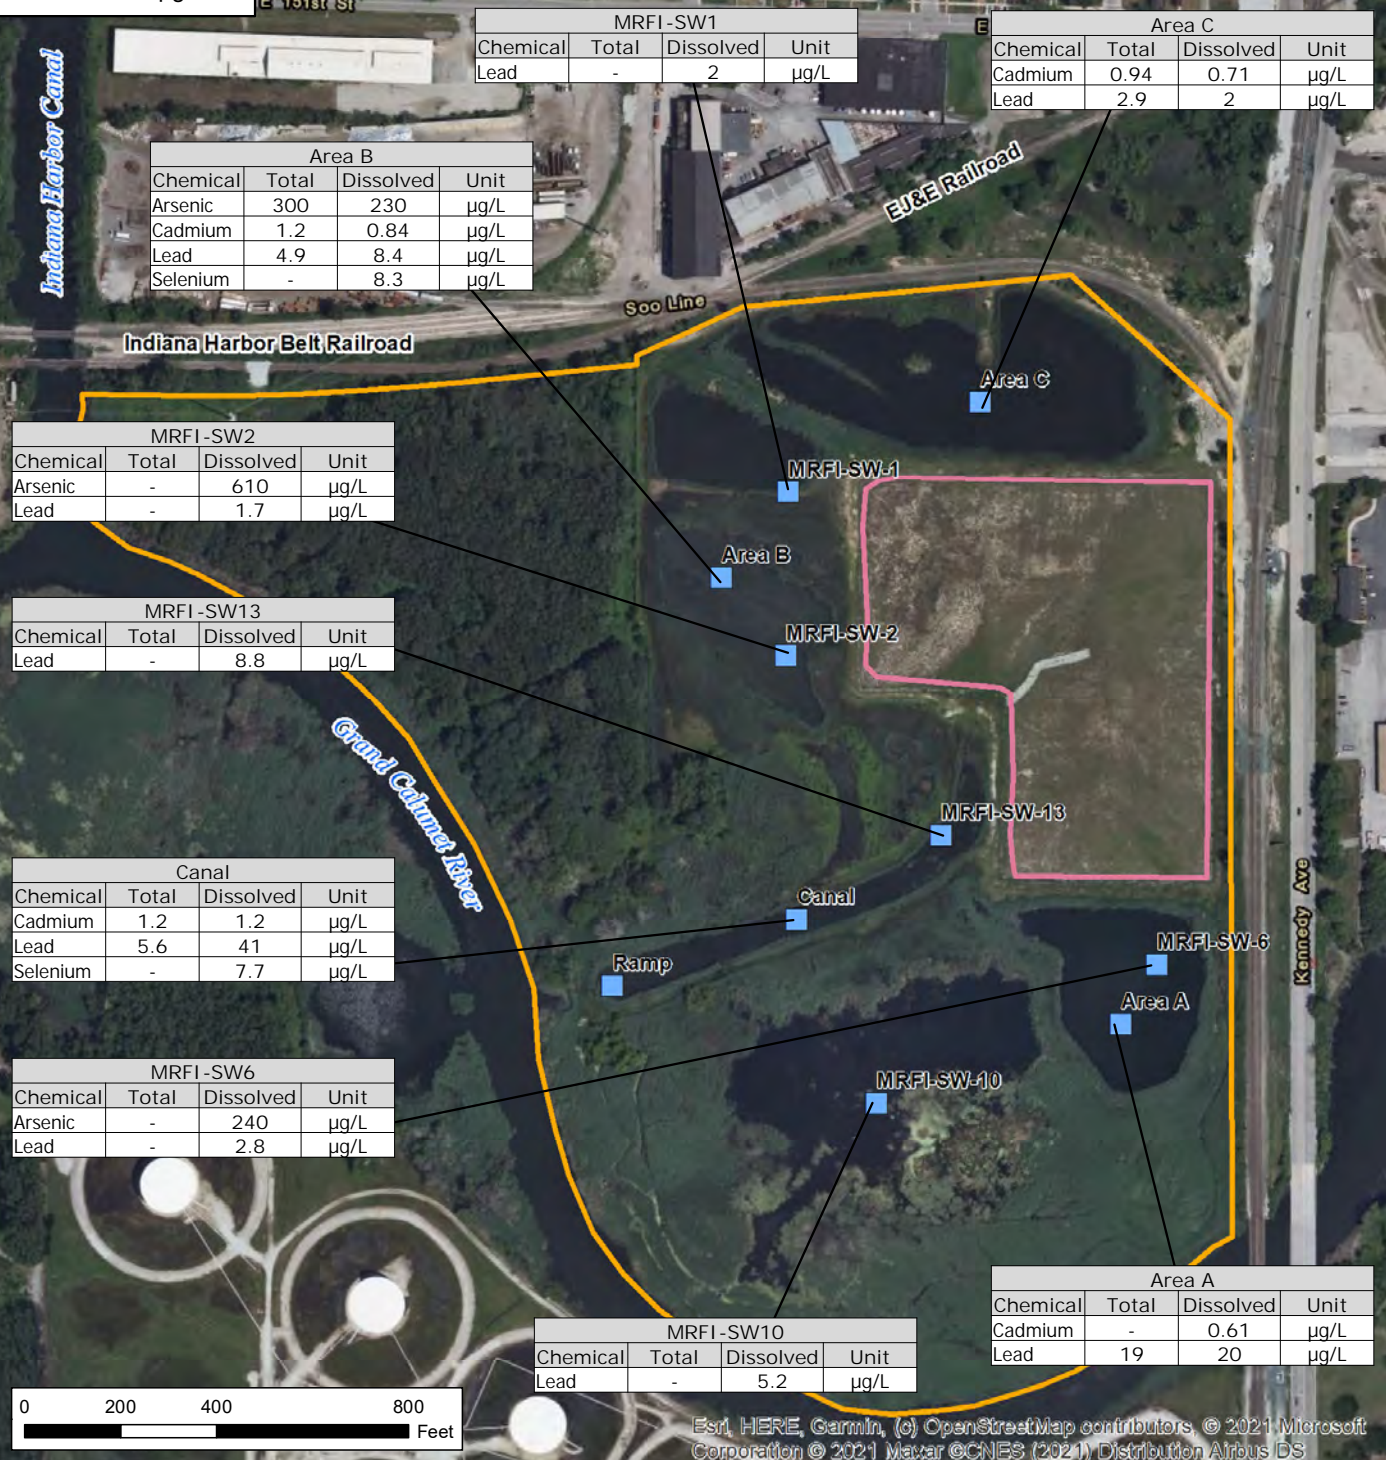 E 151st St
E
MRFI-SW1
Chemical Total Dissolved Unit
Lead - 2 µg/L
Area C
Chemical Total Dissolved Unit
Cadmium 0.94 0.71 µg/L
Lead 2.9 2 µg/L
Indiana Harbor Canal
Area B
Chemical Total Dissolved Unit
Arsenic 300 230 µg/L
Cadmium 1.2 0.84 µg/L
Lead 4.9 8.4 µg/L
Selenium - 8.3 µg/L
EJ&E Railroad
Soo Line
Indiana Harbor Belt Railroad
Area C
MRFI-SW2
Chemical Total Dissolved Unit
Arsenic - 610 µg/L
Lead - 1.7 µg/L
MRFI-SW-1
Area B
MRFI-SW13
Chemical Total Dissolved Unit
Lead - 8.8 µg/L
MRFI-SW-2
Grand Calumet River
MRFI-SW-13
Canal
Chemical Total Dissolved Unit
Cadmium 1.2 1.2 µg/L
Lead 5.6 41 µg/L
Selenium - 7.7 µg/L
Canal
Kennedy Ave
MRFI-SW-6
Ramp
Area A
MRFI-SW6
Chemical Total Dissolved Unit
Arsenic - 240 µg/L
Lead - 2.8 µg/L
MRFI-SW-10
Area A
Chemical Total Dissolved Unit
Cadmium - 0.61 µg/L
Lead 19 20 µg/L
MRFI-SW10
Chemical Total Dissolved Unit
Lead - 5.2 µg/L
0 200 400 800
Feet
Esri, HERE, Garmin, (c) OpenStreetMap contributors, © 2021 Microsoft
Corporation © 2021 Maxar ©CNES (2021) Distribution Airbus DS